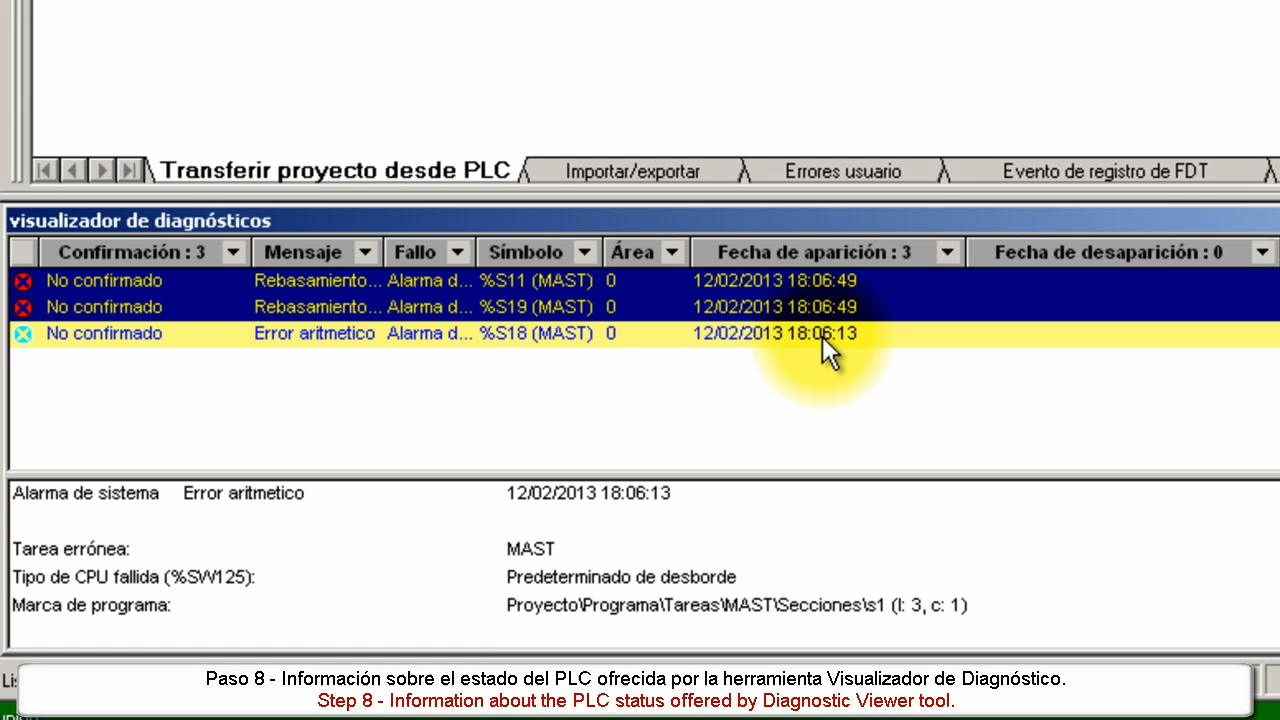 Transferir proyecto desde PLC Importar/exportar Errores usuario Evento de registro de FDT
visualizador de diagnósticos
Confirmación : 3 Mensaje Fallo Símbolo Área Fecha de aparición : 3 Fecha de desaparición : 0
No confirmado Rebasamiento... Alarma d... %S11 (MAST) 0 12/02/2013 18:06:49
No confirmado Rebasamiento... Alarma d... %S19 (MAST) 0 12/02/2013 18:06:49
No confirmado Error aritmetico Alarma d... %S18 (MAST) 0 12/02/2013 18:06:13
Alarma de sistema Error aritmetico 12/02/2013 18:06:13
Tarea errónea: MAST
Tipo de CPU fallida (%SW125): Predeterminado de desborde
Marca de programa: Proyecto\Programa\Tareas\MAST\Secciones\s1 (l: 3, c: 1)
Paso 8 - Información sobre el estado del PLC ofrecida por la herramienta Visualizador de Diagnóstico.
Step 8 - Information about the PLC status offered by Diagnostic Viewer tool.